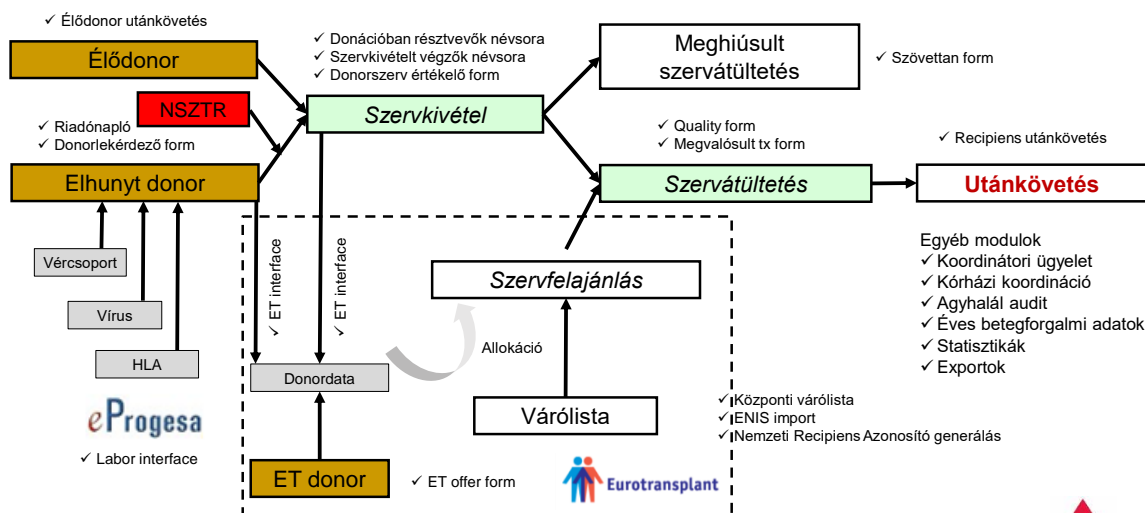 ✓ Élődonor utánkövetés
Élődonor
NSZTR
✓ Riadónapló
✓ Donorlekérdező form
Elhunyt donor
Vércsoport
Vírus
HLA
eProgesa
✓ Labor interface
✓ Donációban résztvevők névsora
✓ Szervkivételt végzők névsora
✓ Donorszerv értékelő form
Szervkivétel
✓ ET interface
✓ ET interface
Donordata
ET donor
✓ ET offer form
Allokáció
Szervfelajánlás
Várólista
Eurotransplant
✓ Központi várólista
✓ ENIS import
✓ Nemzeti Recipiens Azonosító generálás
Meghiúsult
szervátültetés
✓ Szövettan form
✓ Quality form
✓ Megvalósult tx form
Szervátültetés
✓ Recipiens utánkövetés
Utánkövetés
Egyéb modulok
✓ Koordinátori ügyelet
✓ Kórházi koordináció
✓ Agyhalál audit
✓ Éves betegforgalmi adatok
✓ Statisztikák
✓ Exportok